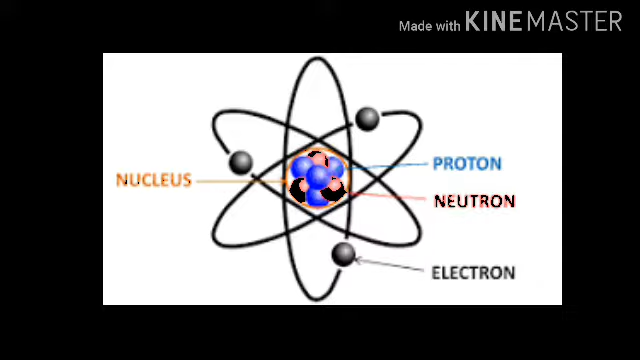 Made with KINEMASTER
PROTON
NUCLEUS
NEUTRON
ELECTRON